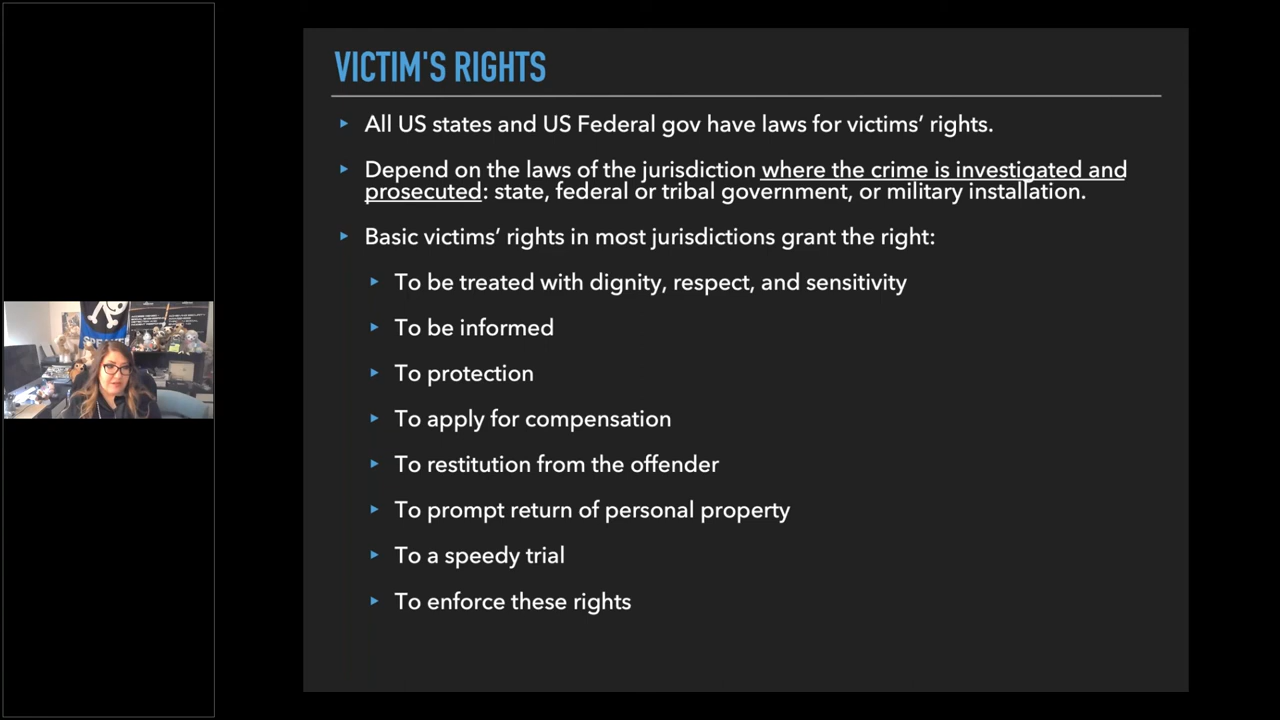 VICTIM'S RIGHTS
All US states and US Federal gov have laws for victims’ rights.
Depend on the laws of the jurisdiction where the crime is investigated and
prosecuted: state, federal or tribal government, or military installation.
Basic victims’ rights in most jurisdictions grant the right:
To be treated with dignity, respect, and sensitivity
To be informed
To protection
To apply for compensation
To restitution from the offender
To prompt return of personal property
To a speedy trial
To enforce these rights